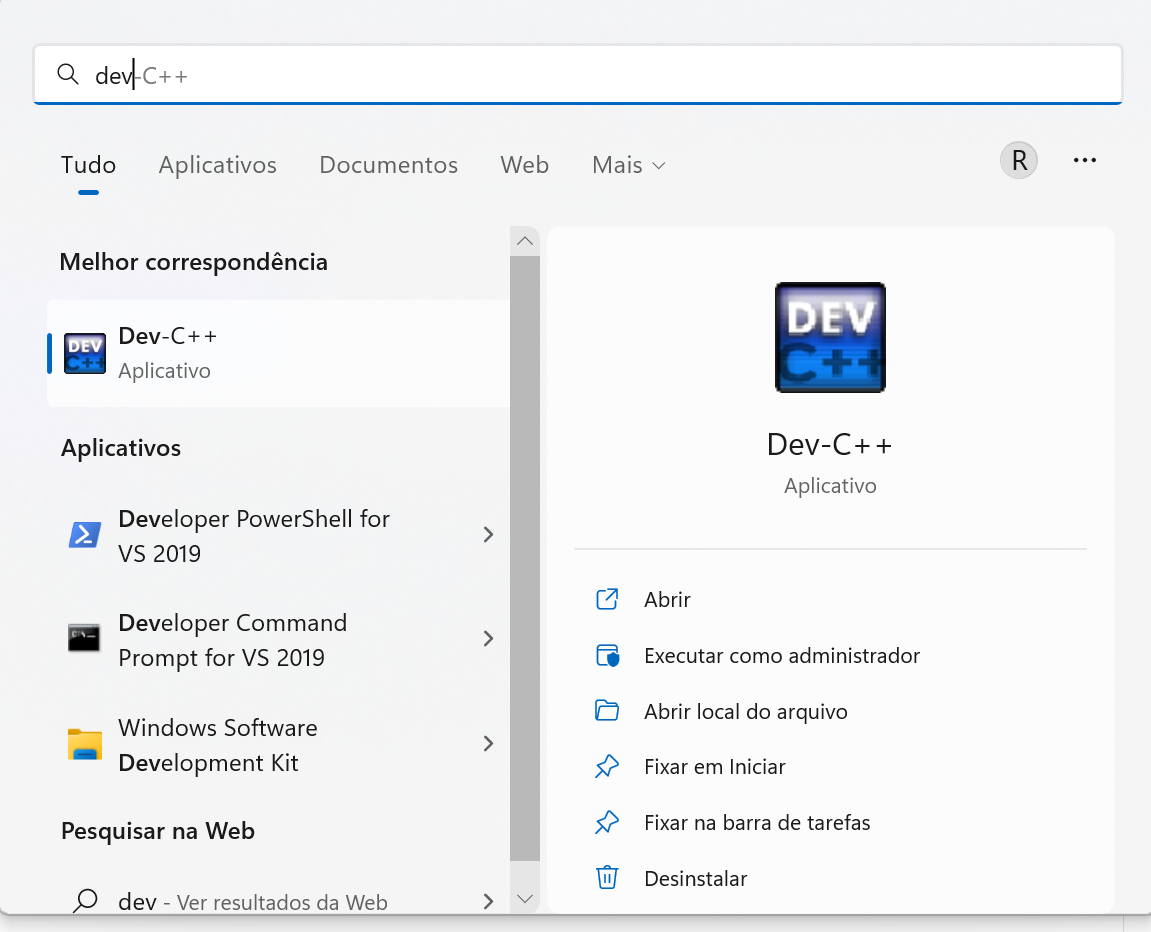 dev-C++
Tudo Aplicativos Documentos Web Mais R ...
Melhor correspondência
DEV
C++
Dev-C++
Aplicativo
Aplicativos
Developer PowerShell for
VS 2019
Developer Command
Prompt for VS 2019
Windows Software
Development Kit
Pesquisar na Web
dev - Ver resultados da Web
DEV
C++
Dev-C++
Aplicativo
Abrir
Executar como administrador
Abrir local do arquivo
Fixar em Iniciar
Fixar na barra de tarefas
Desinstalar